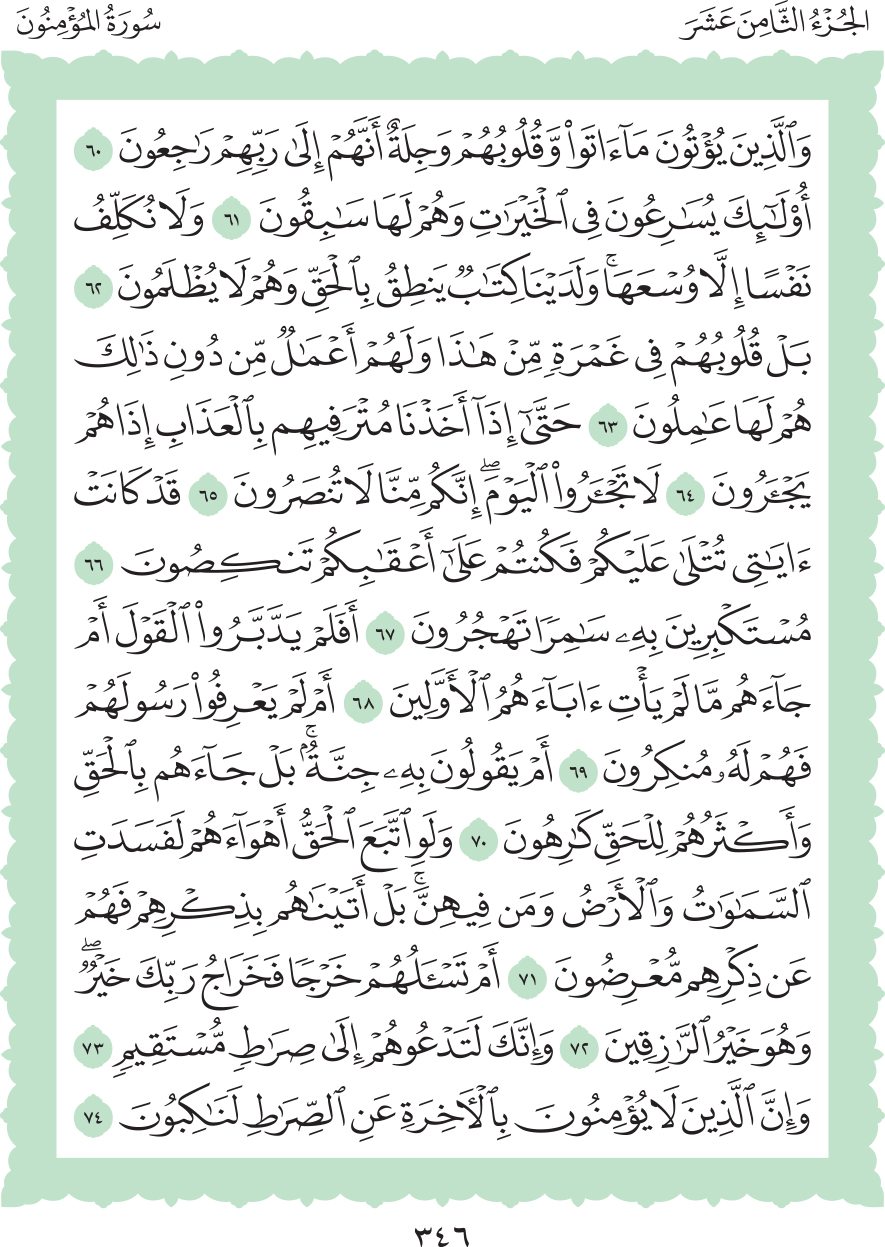 الجُزْءُ الثَّامِنَ عَشَرَ
سُورَةُ المُؤْمِنُونَ
وَٱلَّذِينَ يُؤْتُونَ مَآ ءَاتَوا۟ وَّقُلُوبُهُمْ وَجِلَةٌ أَنَّهُمْ إِلَىٰ رَبِّهِمْ رَٰجِعُونَ ٦٠
أُو۟لَـٰٓئِكَ يُسَـٰرِعُونَ فِى ٱلْخَيْرَٰتِ وَهُمْ لَهَا سَـٰبِقُونَ ٦١ وَلَا نُكَلِّفُ
نَفْسًا إِلَّا وُسْعَهَا ۚ وَلَدَيْنَا كِتَـٰبٌ يَنطِقُ بِٱلْحَقِّ وَهُمْ لَا يُظْلَمُونَ ٦٢
بَلْ قُلُوبُهُمْ فِى غَمْرَةٍ مِّنْ هَـٰذَا وَلَهُمْ أَعْمَـٰلٌ مِّن دُونِ ذَٰلِكَ
هُمْ لَهَا عَـٰمِلُونَ ٦٣ حَتَّىٰٓ إِذَآ أَخَذْنَا مُتْرَفِيهِم بِٱلْعَذَابِ إِذَا هُمْ
يَجْـَٔرُونَ ٦٤ لَا تَجْـَٔرُوا۟ ٱلْيَوْمَ ۖ إِنَّكُم مِّنَّا لَا تُنصَرُونَ ٦٥ قَدْ كَانَتْ
ءَايَـٰتِى تُتْلَىٰ عَلَيْكُمْ فَكُنتُمْ عَلَىٰٓ أَعْقَـٰبِكُمْ تَنكِصُونَ ٦٦
مُسْتَكْبِرِينَ بِهِۦ سَـٰمِرًا تَهْجُرُونَ ٦٧ أَفَلَمْ يَدَّبَّرُوا۟ ٱلْقَوْلَ أَمْ
جَآءَهُم مَّا لَمْ يَأْتِ ءَابَآءَهُمُ ٱلْأَوَّلِينَ ٦٨ أَمْ لَمْ يَعْرِفُوا۟ رَسُولَهُمْ
فَهُمْ لَهُۥ مُنكِرُونَ ٦٩ أَمْ يَقُولُونَ بِهِۦ جِنَّةٌۢ ۚ بَلْ جَآءَهُم بِٱلْحَقِّ
وَأَكْثَرُهُمْ لِلْحَقِّ كَـٰرِهُونَ ٧٠ وَلَوِ ٱتَّبَعَ ٱلْحَقُّ أَهْوَآءَهُمْ لَفَسَدَتِ
ٱلسَّمَـٰوَٰتُ وَٱلْأَرْضُ وَمَن فِيهِنَّ ۚ بَلْ أَتَيْنَـٰهُم بِذِكْرِهِمْ فَهُمْ
عَن ذِكْرِهِم مُّعْرِضُونَ ٧١ أَمْ تَسْـَٔلُهُمْ خَرْجًا فَخَرَاجُ رَبِّكَ خَيْرٌ ۖ
وَهُوَ خَيْرُ ٱلرَّٰزِقِينَ ٧٢ وَإِنَّكَ لَتَدْعُوهُمْ إِلَىٰ صِرَٰطٍ مُّسْتَقِيمٍ ٧٣
وَإِنَّ ٱلَّذِينَ لَا يُؤْمِنُونَ بِٱلْـَٔاخِرَةِ عَنِ ٱلصِّرَٰطِ لَنَـٰكِبُونَ ٧٤
٣٤٦